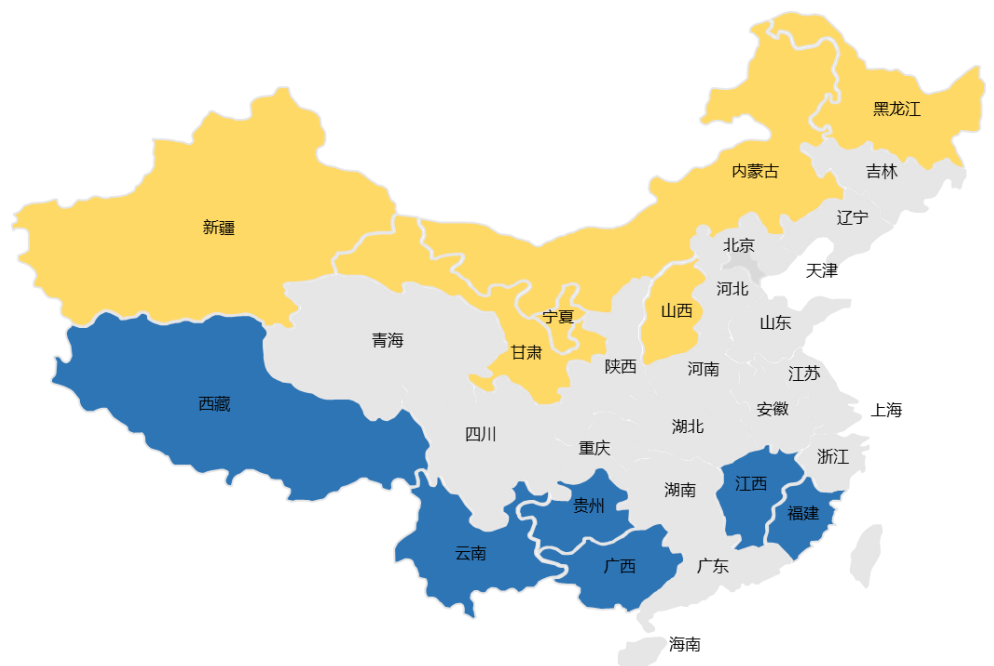 黑龙江
内蒙古
吉林
辽宁
新疆
北京
天津
河北
宁夏
山西
山东
青海
甘肃
陕西
河南
江苏
西藏
安徽
上海
四川
湖北
重庆
浙江
湖南
江西
贵州
福建
云南
广西
广东
海南